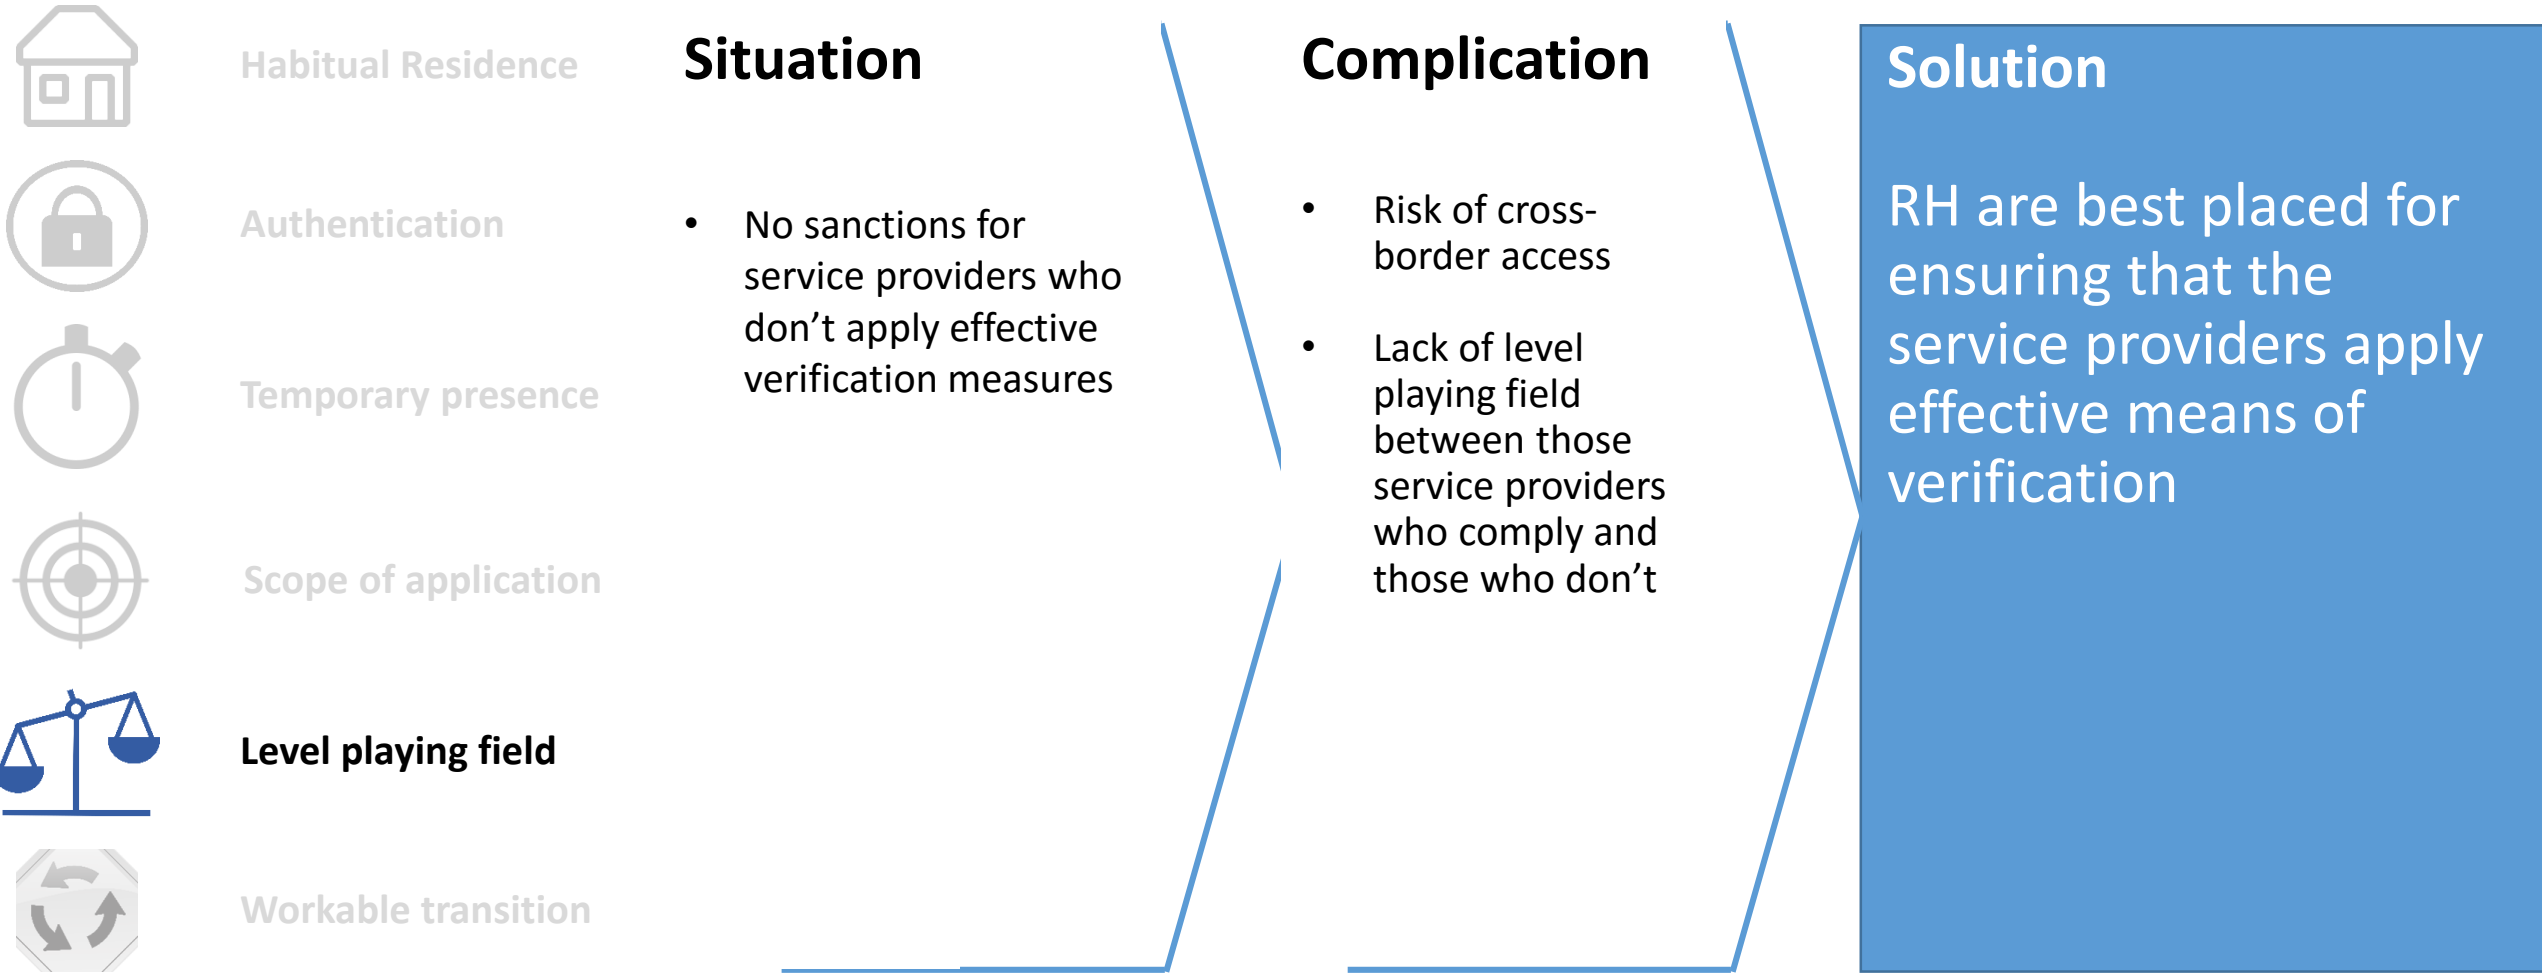 Habitual Residence
Authentication
Temporary presence
Scope of application
Level playing field
Workable transition
Situation
• No sanctions for
service providers who
don’t apply effective
verification measures
Complication
• Risk of cross-
border access
• Lack of level
playing field
between those
service providers
who comply and
those who don’t
Solution
RH are best placed for
ensuring that the
service providers apply
effective means of
verification